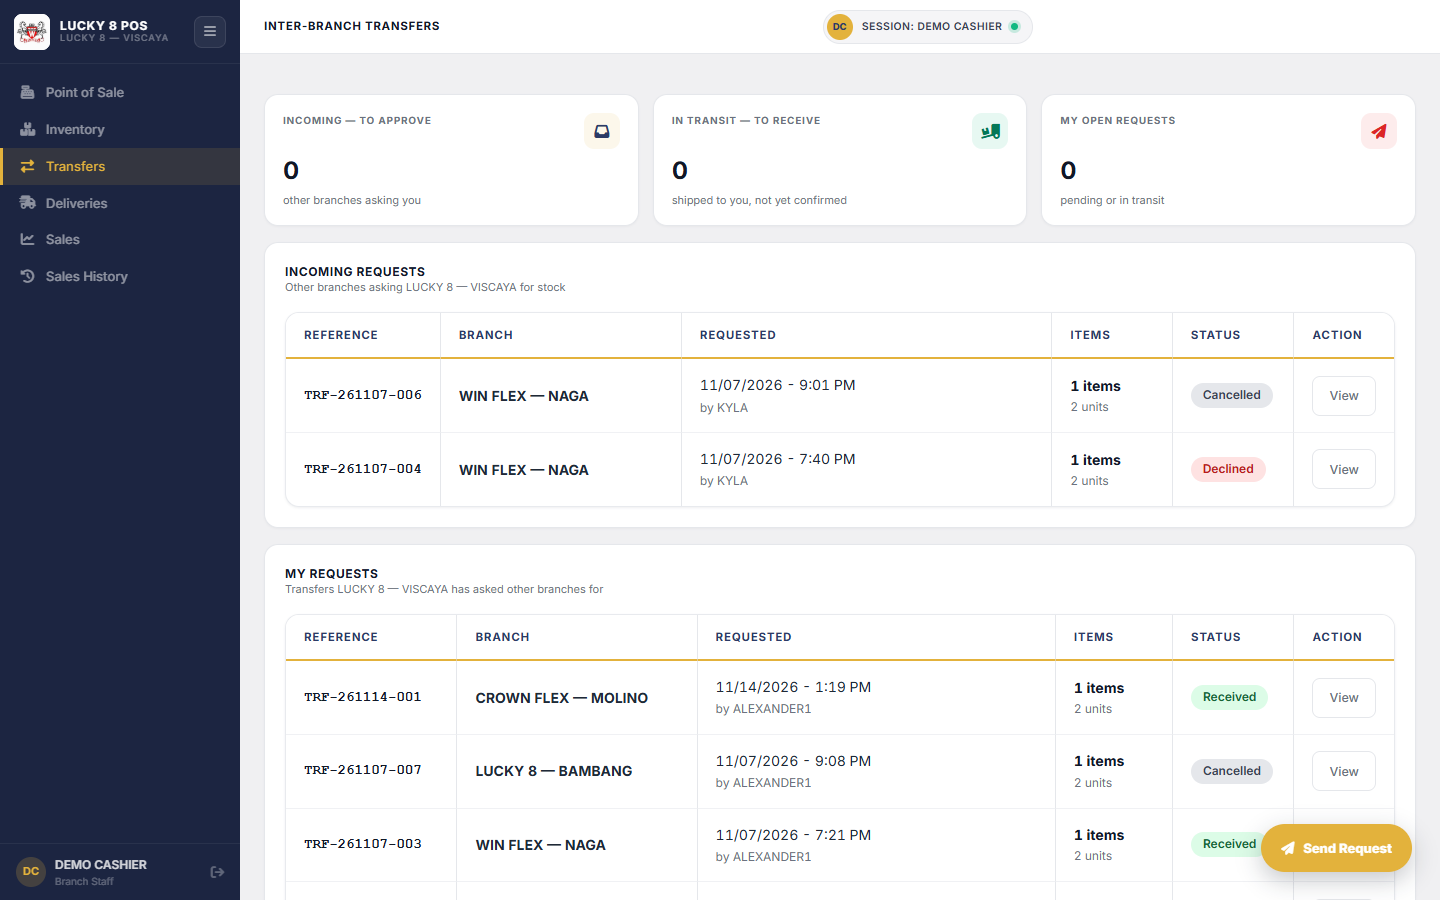 LUCKY 8 POS
LUCKY 8 — VISCAYA
Point of Sale
Inventory
Transfers
Deliveries
Sales
Sales History
DC
DEMO CASHIER
Branch Staff
INTER-BRANCH TRANSFERS
DC SESSION: DEMO CASHIER
INCOMING — TO APPROVE
0
other branches asking you
IN TRANSIT — TO RECEIVE
0
shipped to you, not yet confirmed
MY OPEN REQUESTS
0
pending or in transit
INCOMING REQUESTS
Other branches asking LUCKY 8 — VISCAYA for stock
REFERENCE BRANCH REQUESTED ITEMS STATUS ACTION
TRF-261107-006 WIN FLEX — NAGA 11/07/2026 - 9:01 PM 1 items Cancelled View
by KYLA 2 units
TRF-261107-004 WIN FLEX — NAGA 11/07/2026 - 7:40 PM 1 items Declined View
by KYLA 2 units
MY REQUESTS
Transfers LUCKY 8 — VISCAYA has asked other branches for
REFERENCE BRANCH REQUESTED ITEMS STATUS ACTION
TRF-261114-001 CROWN FLEX — MOLINO 11/14/2026 - 1:19 PM 1 items Received View
by ALEXANDER1 2 units
TRF-261107-007 LUCKY 8 — BAMBANG 11/07/2026 - 9:08 PM 1 items Cancelled View
by ALEXANDER1 2 units
TRF-261107-003 WIN FLEX — NAGA 11/07/2026 - 7:21 PM 1 items Received
by ALEXANDER1 2 units
Send Request